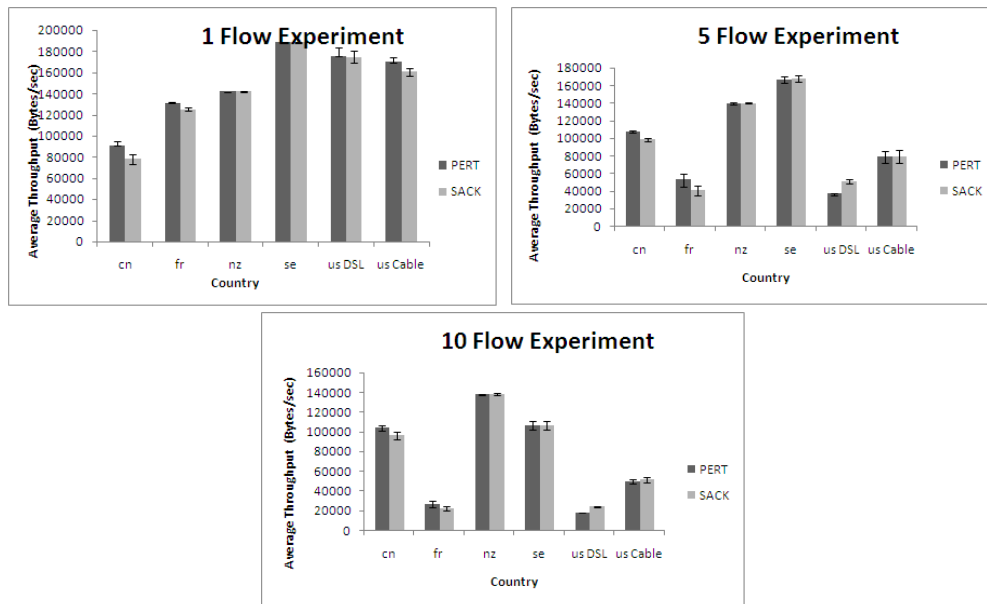 1 Flow Experiment
Average Throughput (Bytes/sec)
200000
180000
160000
140000
120000
100000
80000
60000
40000
20000
0
cn fr nz se us DSL us Cable
Country
PERT
SACK
5 Flow Experiment
Average Throughput (Bytes/sec)
180000
160000
140000
120000
100000
80000
60000
40000
20000
0
cn fr nz se us DSL us Cable
Country
PERT
SACK
10 Flow Experiment
Average Throughput (Bytes/sec)
160000
140000
120000
100000
80000
60000
40000
20000
0
cn fr nz se us DSL us Cable
Country
PERT
SACK